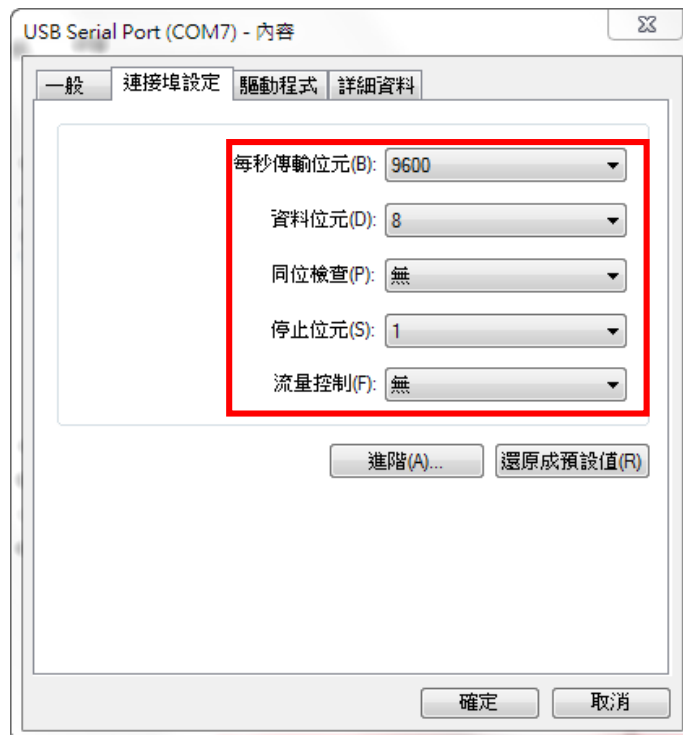 USB Serial Port (COM7) - 內容
一般 連接埠設定 驅動程式 詳細資料
每秒傳輸位元(B): 9600
資料位元(D): 8
同位檢查(P): 無
停止位元(S): 1
流量控制(F): 無
進階(A)... 還原成預設值(R)
確定 取消